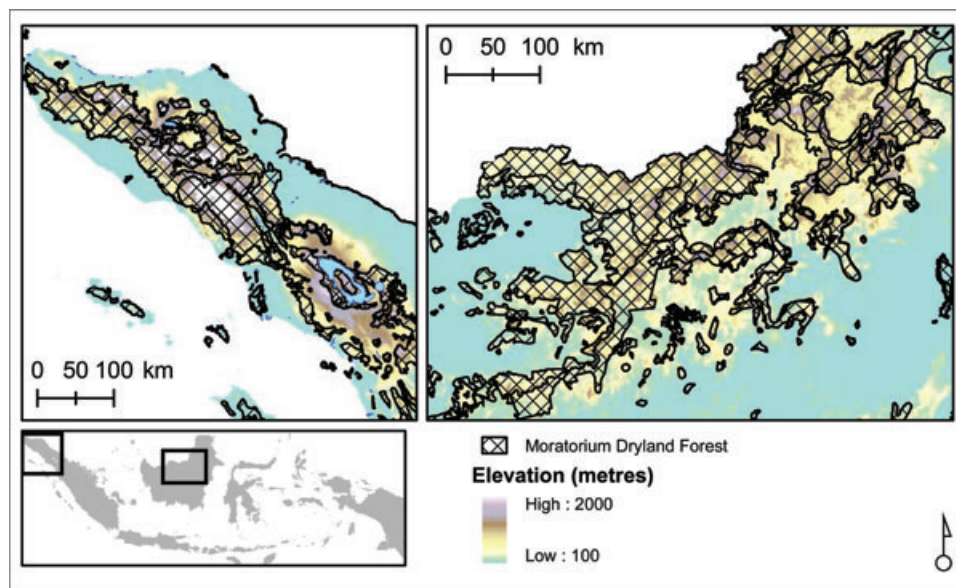 0 50 100 km
0 50 100 km
Moratorium Dryland Forest
Elevation (metres)
High : 2000
Low : 100